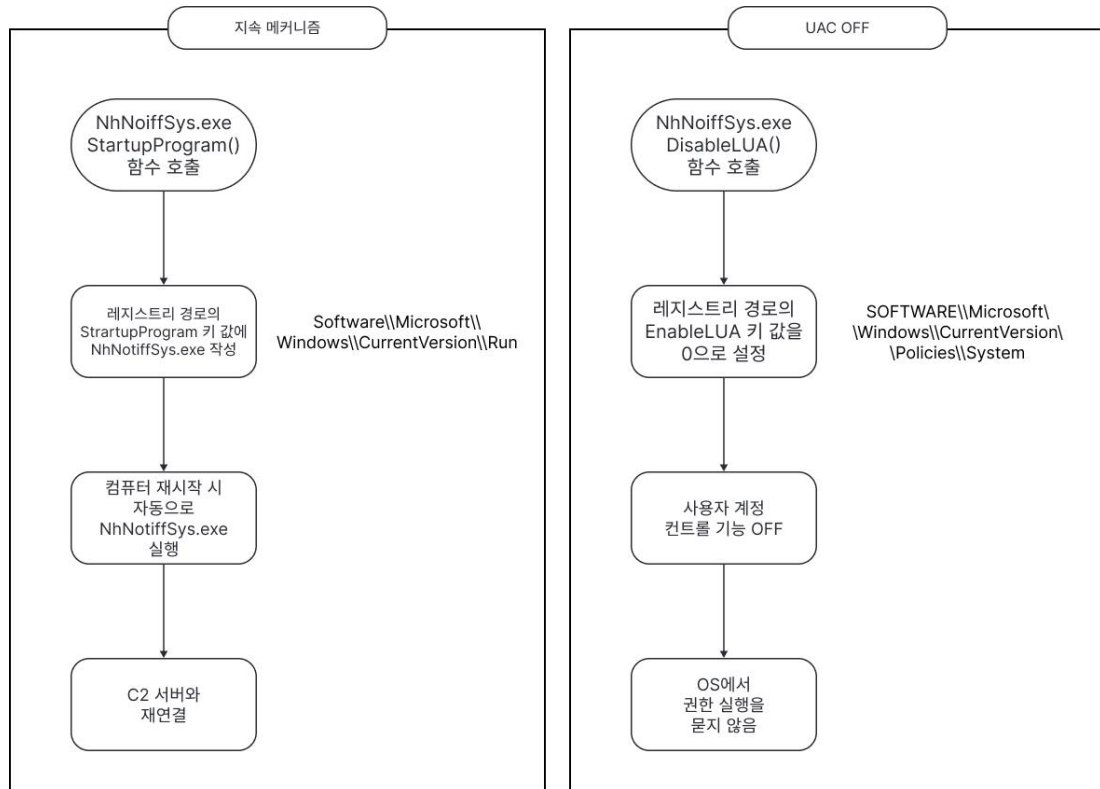 지속 메커니즘
NhNoiffSys.exe
StartupProgram()
함수 호출
레지스트리 경로의
StrartupProgram 키 값에
NhNotiffSys.exe 작성
Software\\Microsoft\\
Windows\\CurrentVersion\\Run
컴퓨터 재시작 시
자동으로
NhNotiffSys.exe
실행
C2 서버와
재연결
UAC OFF
NhNoiffSys.exe
DisableLUA()
함수 호출
레지스트리 경로의
EnableLUA 키 값을
0으로 설정
SOFTWARE\\Microsoft\
\Windows\\CurrentVersion\
\Policies\\System
사용자 계정
컨트롤 기능 OFF
OS에서
권한 실행을
묻지 않음